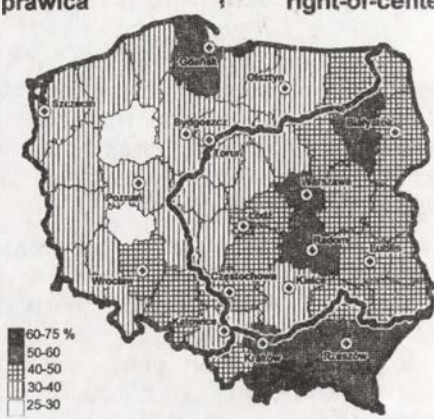 prawica right-of-cente
Gdańsk
Olsztyn
Szczecin
Bydgoszcz
Białystok
Toruń
Poznań
Warszawa
Łódź
Radom
Lublin
Wrocław
Częstochowa
Kielce
Katowice
Kraków
Rzeszów
60-75 %
50-60
40-50
30-40
25-30